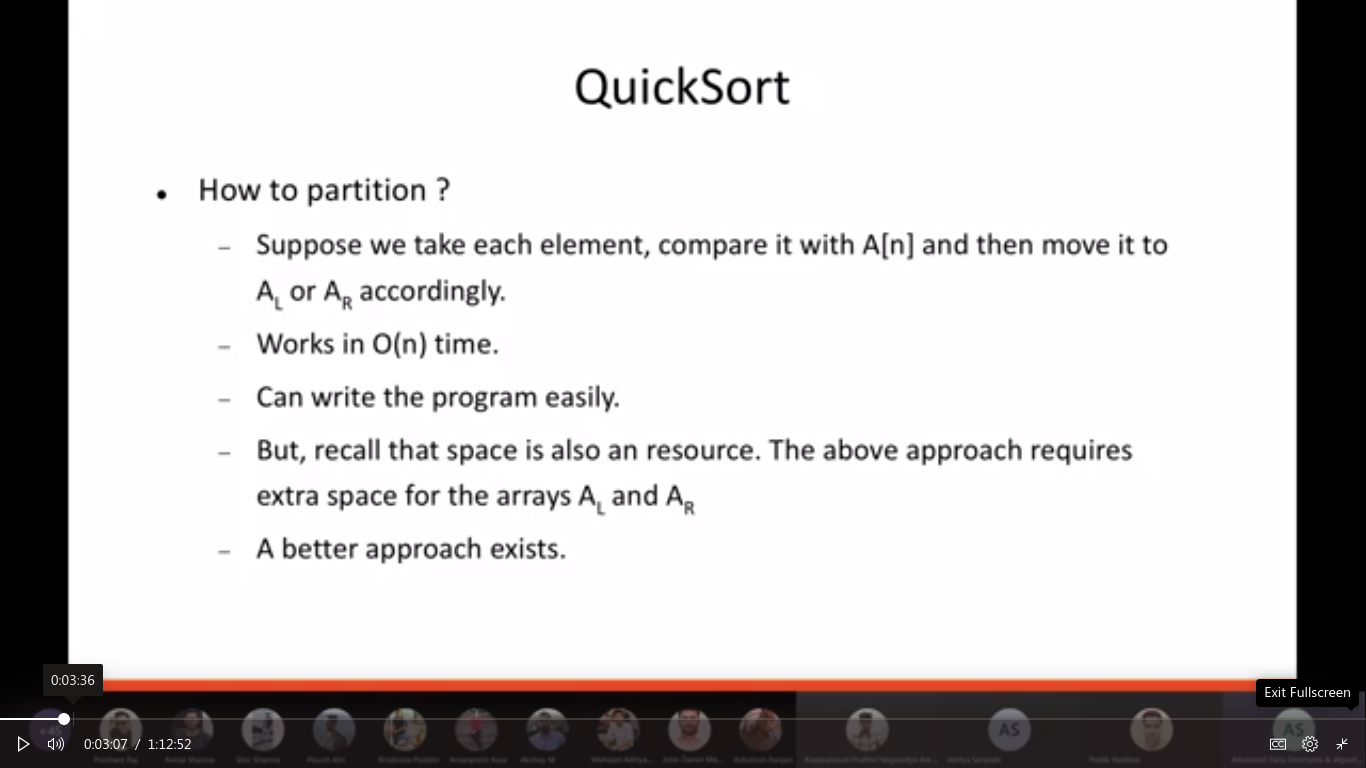 QuickSort
• How to partition ?
– Suppose we take each element, compare it with A[n] and then move it to
A_L or A_R accordingly.
– Works in O(n) time.
– Can write the program easily.
– But, recall that space is also an resource. The above approach requires
extra space for the arrays A_L and A_R
– A better approach exists.
0:03:36
Exit Fullscreen
AS
AS
0:03:07 / 1:12:52
CC